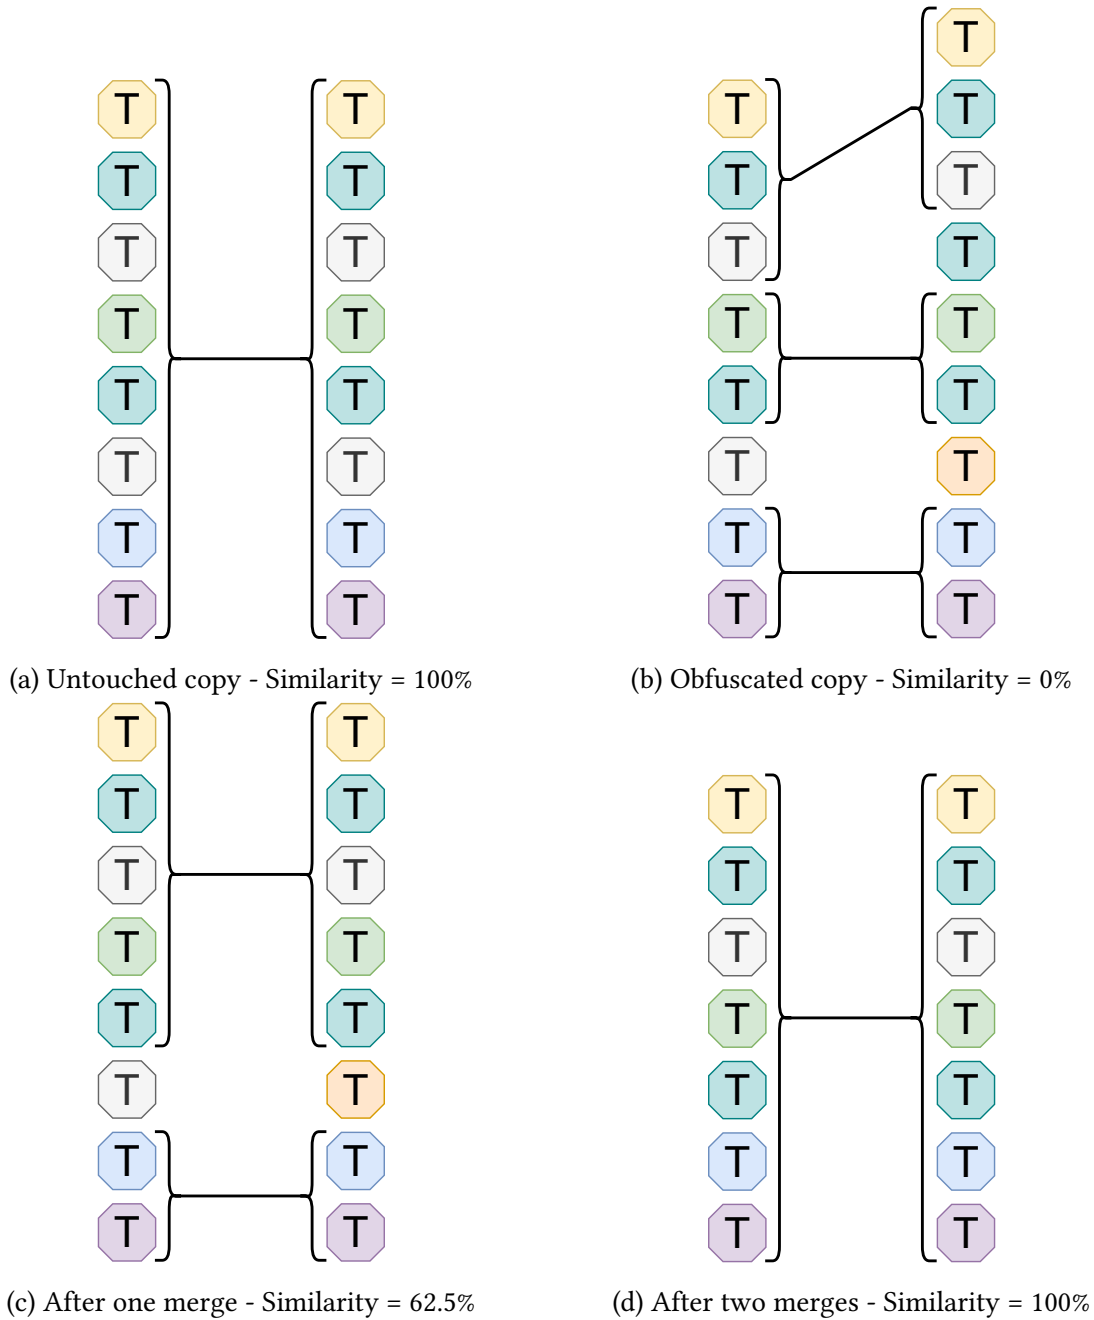 T T
T T
T T
T T
T T
T T
T T
T T
(a) Untouched copy - Similarity = 100%
T
T T
T T
T T
T T
T T
T T
T T
T T
(b) Obfuscated copy - Similarity = 0%
T T
T T
T T
T T
T T
T T
T T
T T
(c) After one merge - Similarity = 62.5%
T T
T T
T T
T T
T T
T T
T T
(d) After two merges - Similarity = 100%